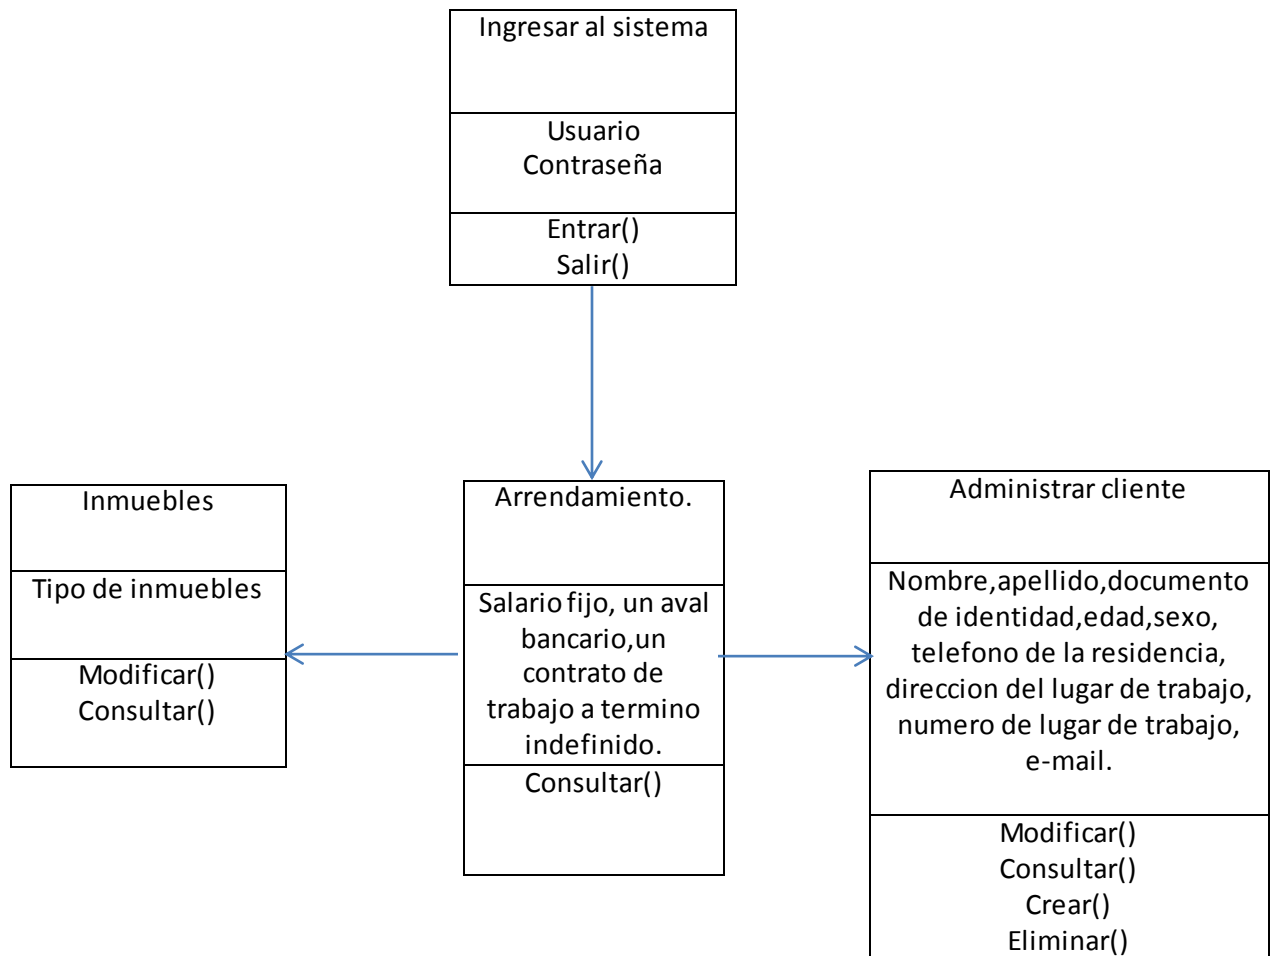 Ingresar al sistema
Usuario
Contraseña
Entrar()
Salir()
Inmuebles
Tipo de inmuebles
Modificar()
Consultar()
Arrendamiento.
Salario fijo, un aval
bancario,un
contrato de
trabajo a termino
indefinido.
Consultar()
Administrar cliente
Nombre,apellido,documento
de identidad,edad,sexo,
telefono de la residencia,
direccion del lugar de trabajo,
numero de lugar de trabajo,
e-mail.
Modificar()
Consultar()
Crear()
Eliminar()